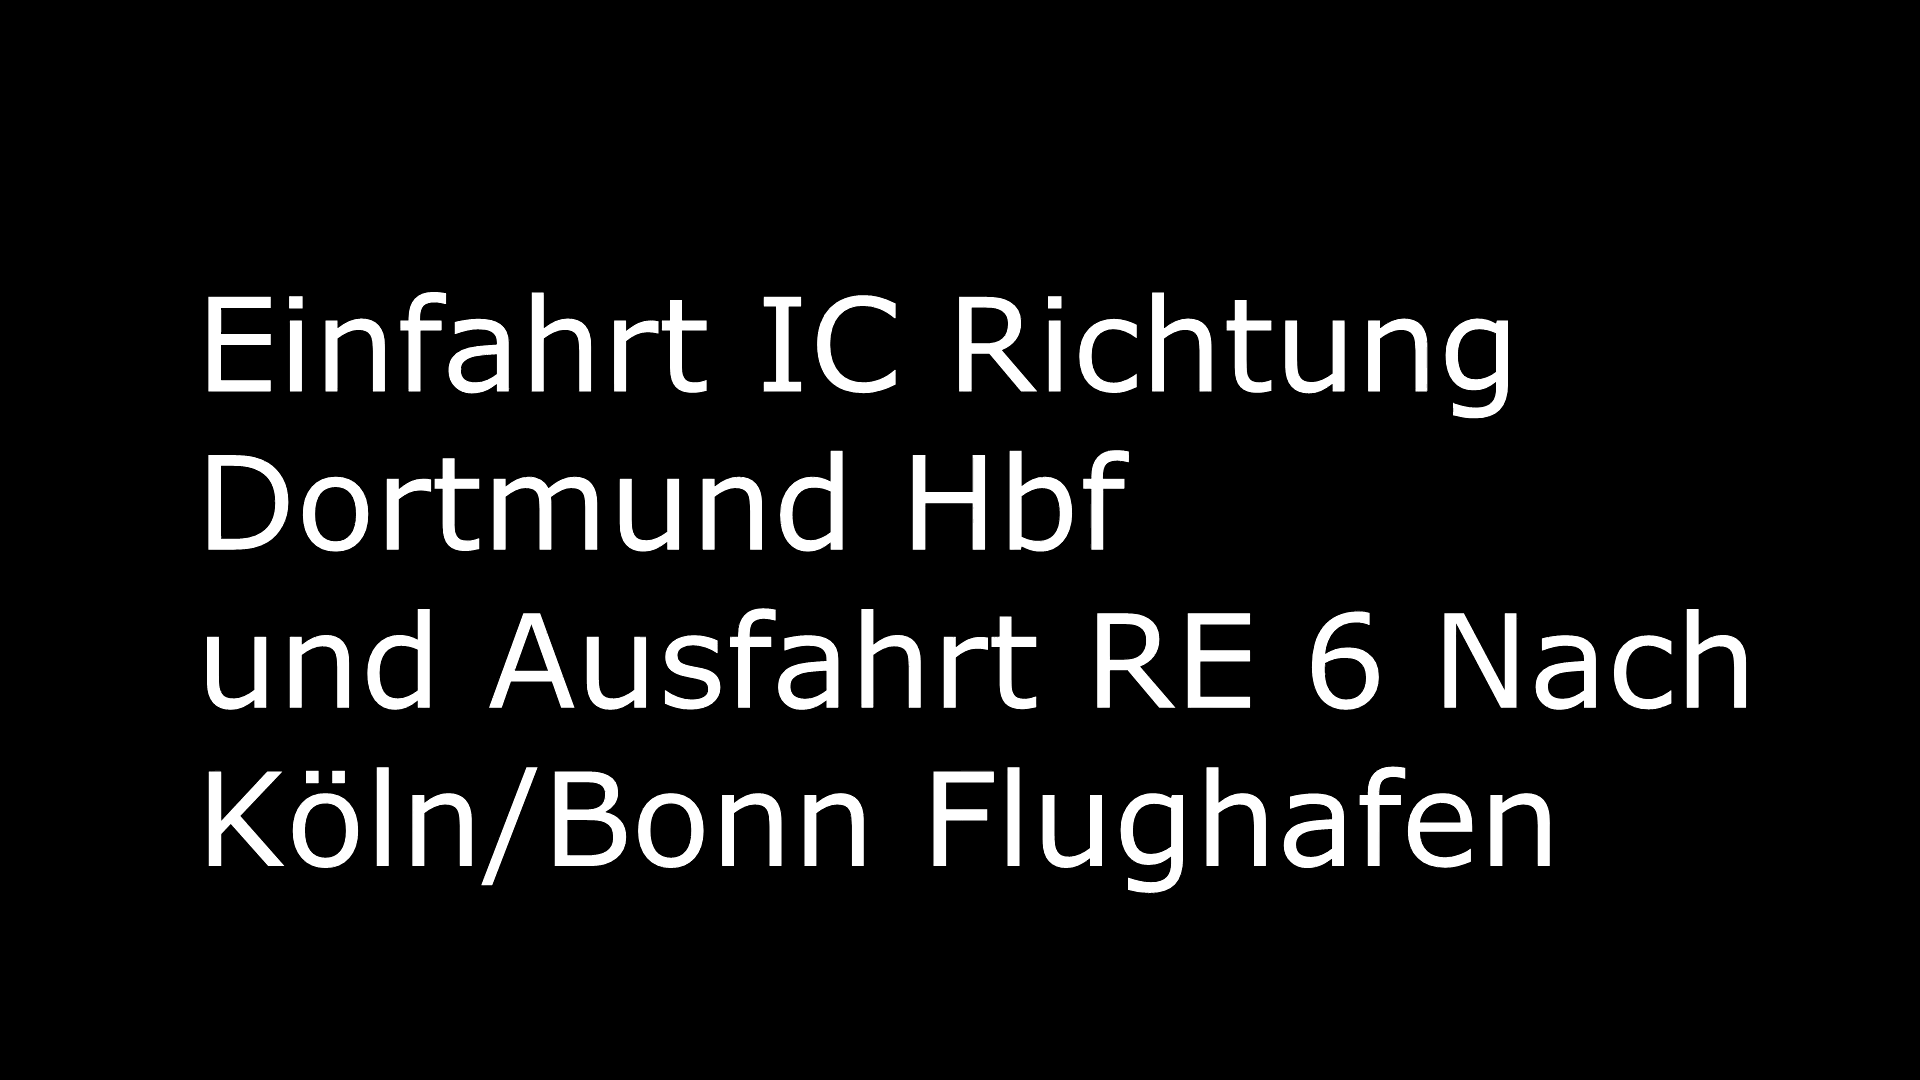 Einfahrt IC Richtung
Dortmund Hbf
und Ausfahrt RE 6 Nach
Köln/Bonn Flughafen